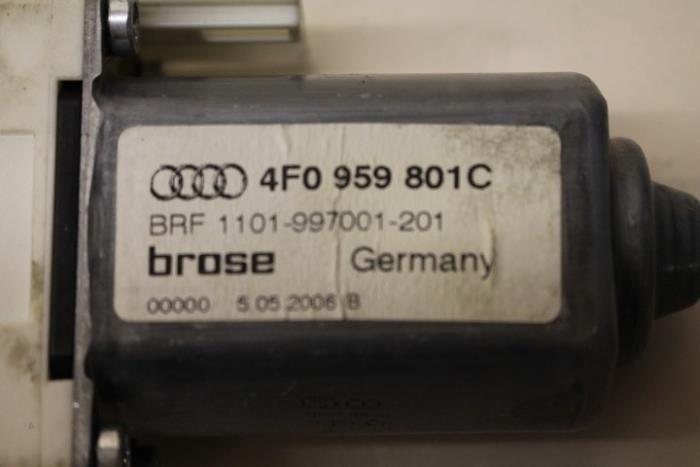 4F0 959 801C
BRF 1101-997001-201
brose Germany
00000 5.05.2006 B